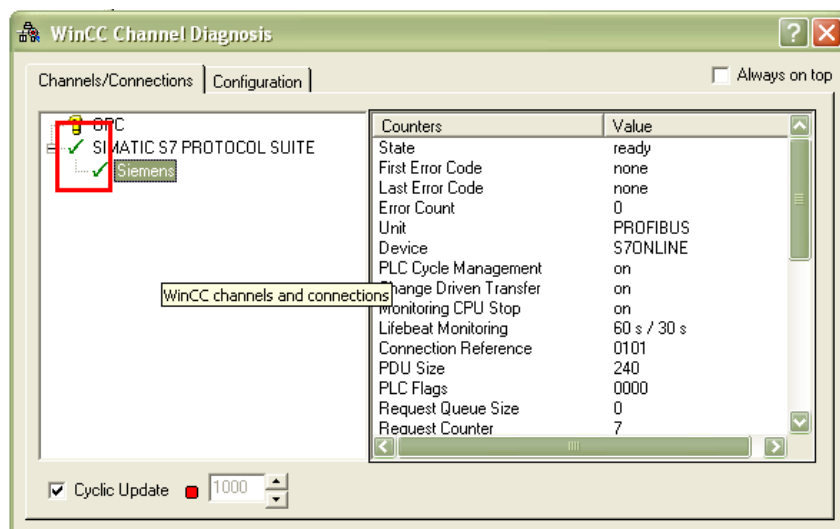 WinCC Channel Diagnosis
Channels/Connections Configuration Always on top
OPC
SIMATIC S7 PROTOCOL SUITE
Siemens
WinCC channels and connections
Counters Value
State ready
First Error Code none
Last Error Code none
Error Count 0
Unit PROFIBUS
Device S7ONLINE
PLC Cycle Management on
Change Driven Transfer on
Monitoring CPU Stop on
Lifebeat Monitoring 60 s / 30 s
Connection Reference 0101
PDU Size 240
PLC Flags 0000
Request Queue Size 0
Request Counter 7
Cyclic Update 1000